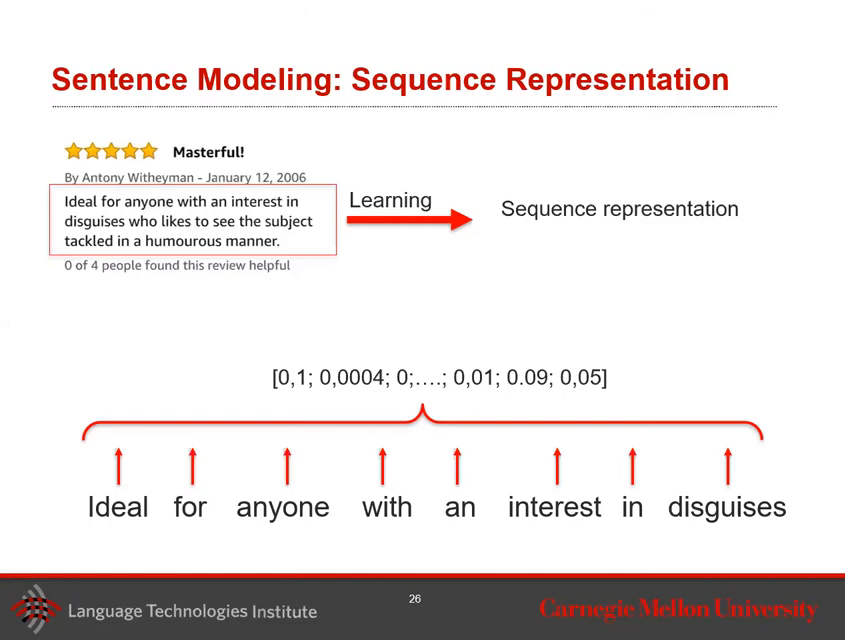 Sentence Modeling: Sequence Representation
Masterful!
By Antony Witheyman - January 12, 2006
Ideal for anyone with an interest in
disguises who likes to see the subject
tackled in a humourous manner.
0 of 4 people found this review helpful
Learning
Sequence representation
[0,1; 0,0004; 0;….; 0,01; 0.09; 0,05]
Ideal for anyone with an interest in disguises
Language Technologies Institute
26
Carnegie Mellon University